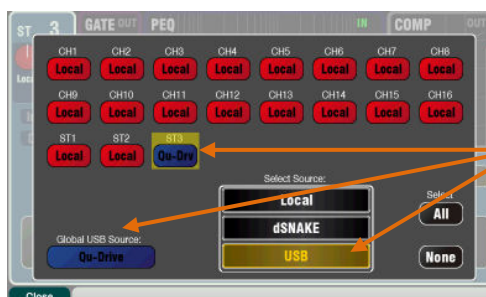 ST 3 GATE OUT PEQ IN COMP OUT
CH1 CH2 CH3 CH4 CH5 CH6 CH7 CH8
Local Local Local Local Local Local Local Local
CH9 CH10 CH11 CH12 CH13 CH14 CH15 CH16
Local Local Local Local Local Local Local Local
ST1 ST2 ST3
Local Local Qu-Drv
Select Source:
Local
Select
All
dSNAKE
Global USB Source:
Qu-Drive
USB
None
Close